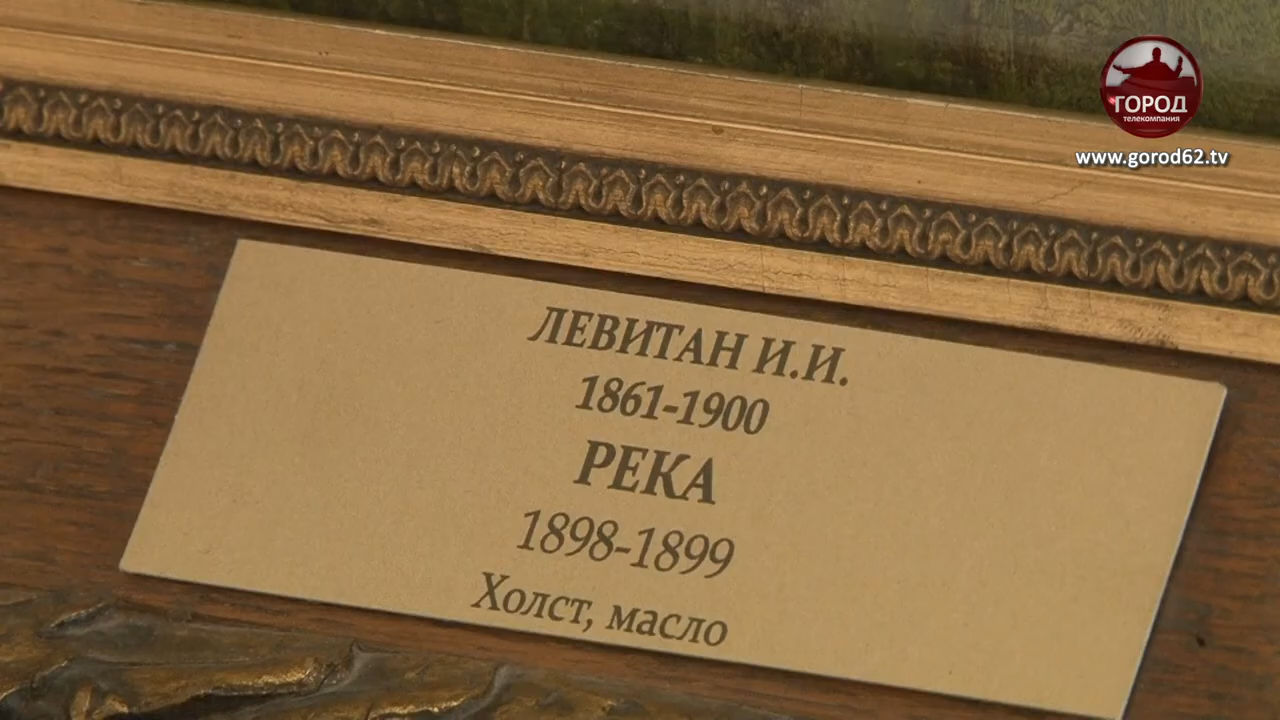 ГОРОД
телекомпания
www.gorod62.tv
ЛЕВИТАН И.И.
1861-1900
РЕКА
1898-1899
Холст, масло